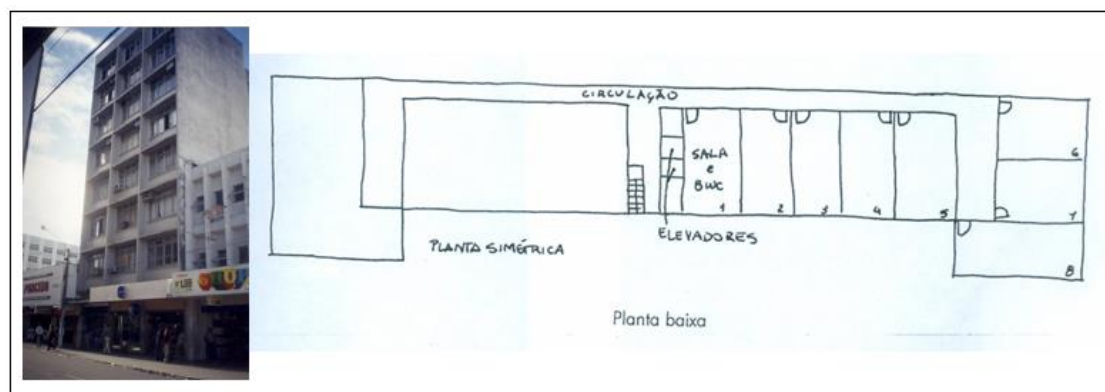 CIRCULAÇÃO
SALA
e
BWC
1
2
3
4
5
6
7
8
PLANTA SIMÉTRICA
ELEVADORES
Planta baixa